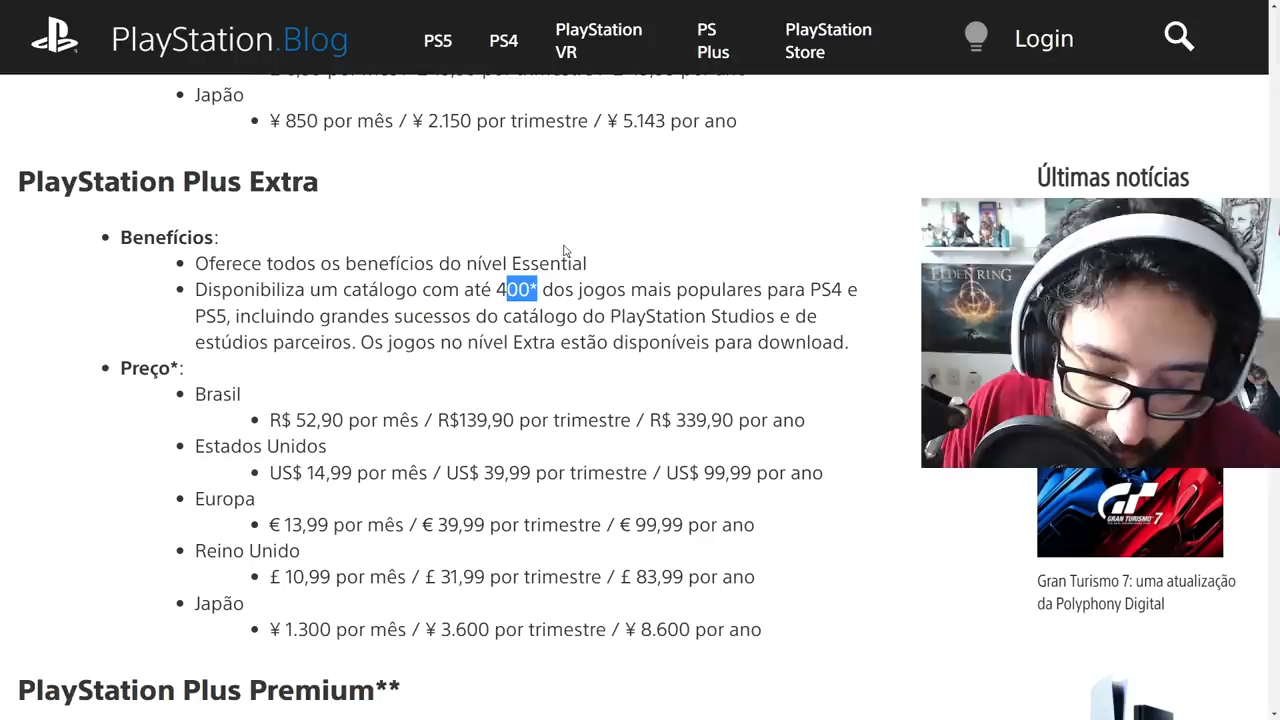 PlayStation.Blog
PS5
PS4
PlayStation VR
PS Plus
PlayStation Store
Login
Japão
¥ 850 por mês / ¥ 2.150 por trimestre / ¥ 5.143 por ano
PlayStation Plus Extra
Benefícios:
Oferece todos os benefícios do nível Essential
Disponibiliza um catálogo com até 400* dos jogos mais populares para PS4 e
PS5, incluindo grandes sucessos do catálogo do PlayStation Studios e de
estúdios parceiros. Os jogos no nível Extra estão disponíveis para download.
Preço*:
Brasil
R$ 52,90 por mês / R$139,90 por trimestre / R$ 339,90 por ano
Estados Unidos
US$ 14,99 por mês / US$ 39,99 por trimestre / US$ 99,99 por ano
Europa
€ 13,99 por mês / € 39,99 por trimestre / € 99,99 por ano
Reino Unido
£ 10,99 por mês / £ 31,99 por trimestre / £ 83,99 por ano
Japão
¥ 1.300 por mês / ¥ 3.600 por trimestre / ¥ 8.600 por ano
PlayStation Plus Premium**
Últimas notícias
ELDEN RING
GRAN TURISMO 7
Gran Turismo 7: uma atualização
da Polyphony Digital